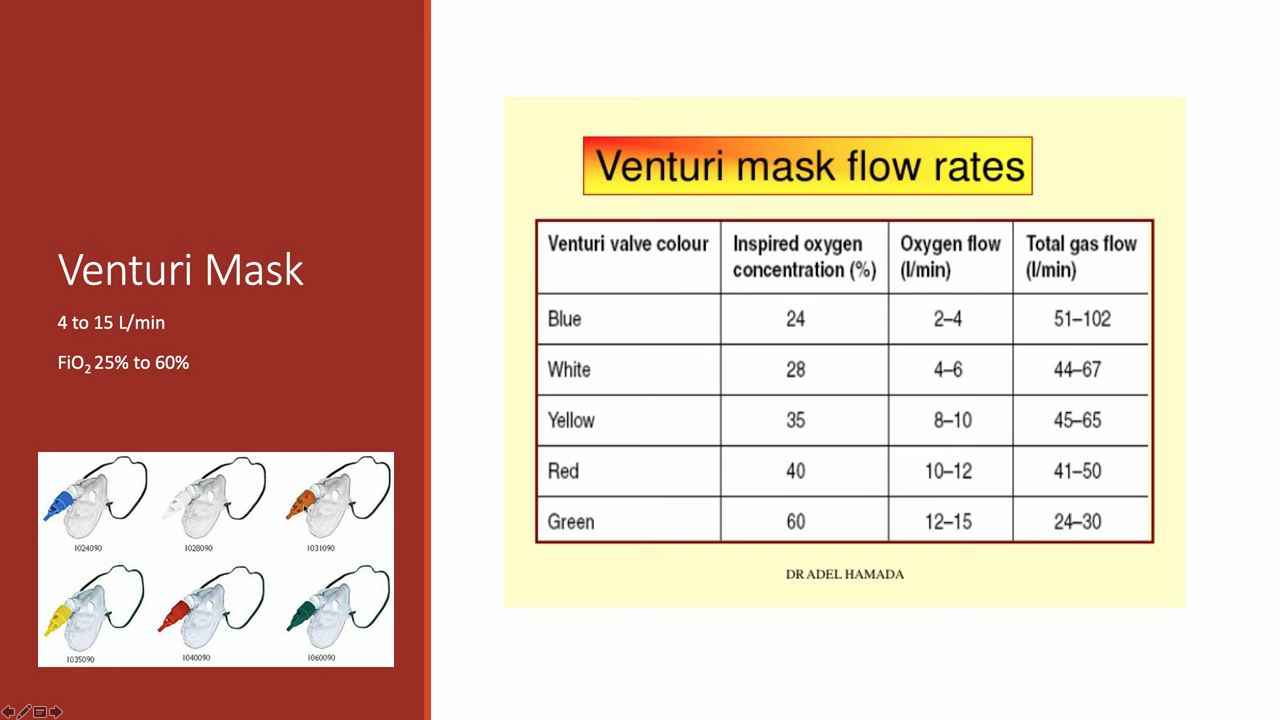 Venturi Mask
4 to 15 L/min
FiO₂ 25% to 60%
1024090 1028090 1031090
1035090 1040090 1060090
Venturi mask flow rates
Venturi valve colour Inspired oxygen concentration (%) Oxygen flow (l/min) Total gas flow (l/min)
Blue 24 2–4 51–102
White 28 4–6 44–67
Yellow 35 8–10 45–65
Red 40 10–12 41–50
Green 60 12–15 24–30
DR ADEL HAMADA